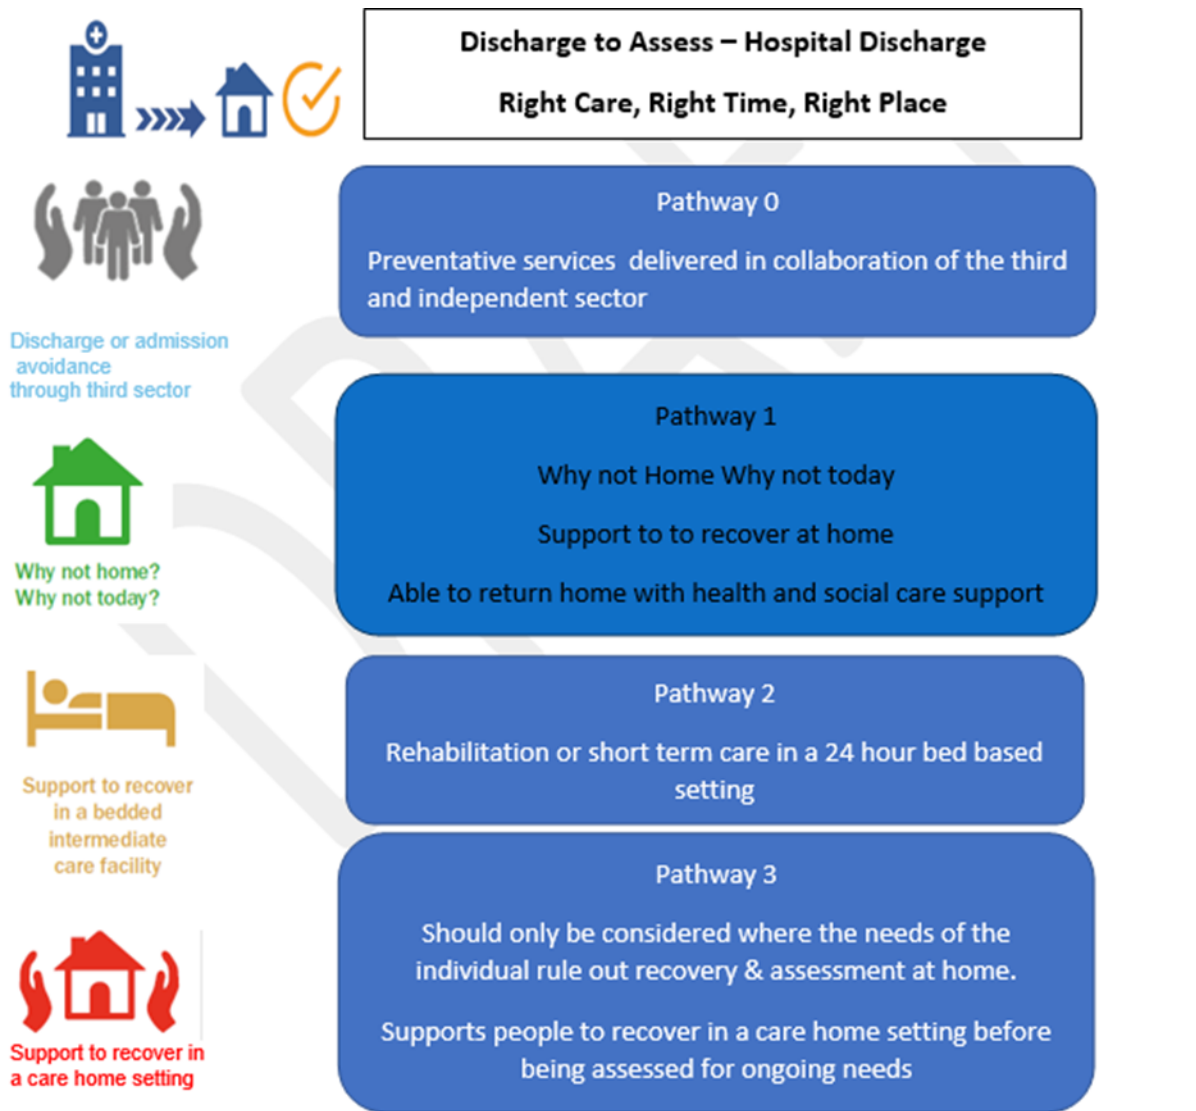 Discharge to Assess – Hospital Discharge
Right Care, Right Time, Right Place
Pathway 0
Preventative services  delivered in collaboration of the third
and independent sector
Discharge or admission
avoidance
through third sector
Pathway 1
Why not Home Why not today
Support to to recover at home
Able to return home with health and social care support
Why not home?
Why not today?
Pathway 2
Rehabilitation or short term care in a 24 hour bed based
setting
Support to recover
in a bedded
intermediate
care facility
Pathway 3
Should only be considered where the needs of the
individual rule out recovery & assessment at home.
Supports people to recover in a care home setting before
being assessed for ongoing needs
Support to recover in
a care home setting